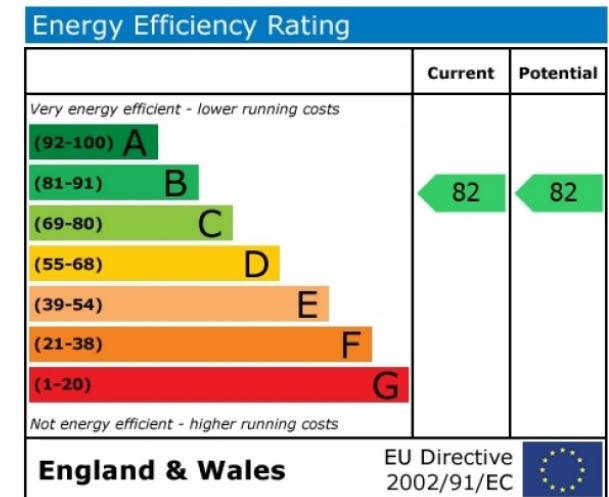 Energy Efficiency Rating
Current Potential
Very energy efficient - lower running costs
(92-100) A
(81-91) B 82 82
(69-80) C
(55-68) D
(39-54) E
(21-38) F
(1-20) G
Not energy efficient - higher running costs
England & Wales
EU Directive
2002/91/EC